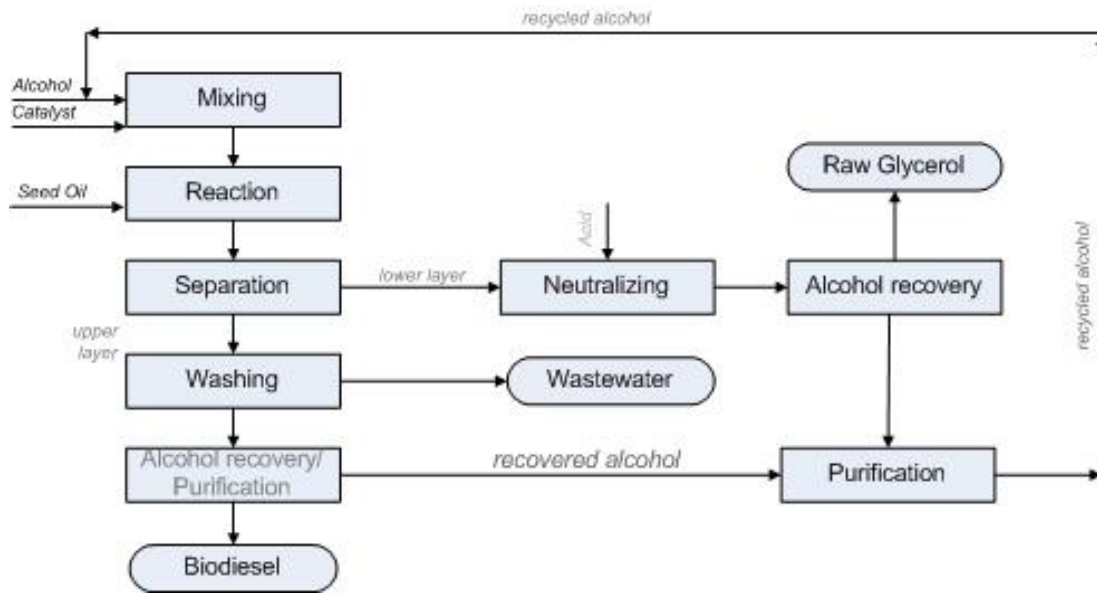 recycled alcohol
Alcohol
Mixing
Catalyst
Raw Glycerol
Reaction
Seed Oil
Acid
recycled alcohol
Separation
lower layer
Neutralizing
Alcohol recovery
upper
layer
Washing
Wastewater
Alcohol recovery/
Purification
recovered alcohol
Purification
Biodiesel